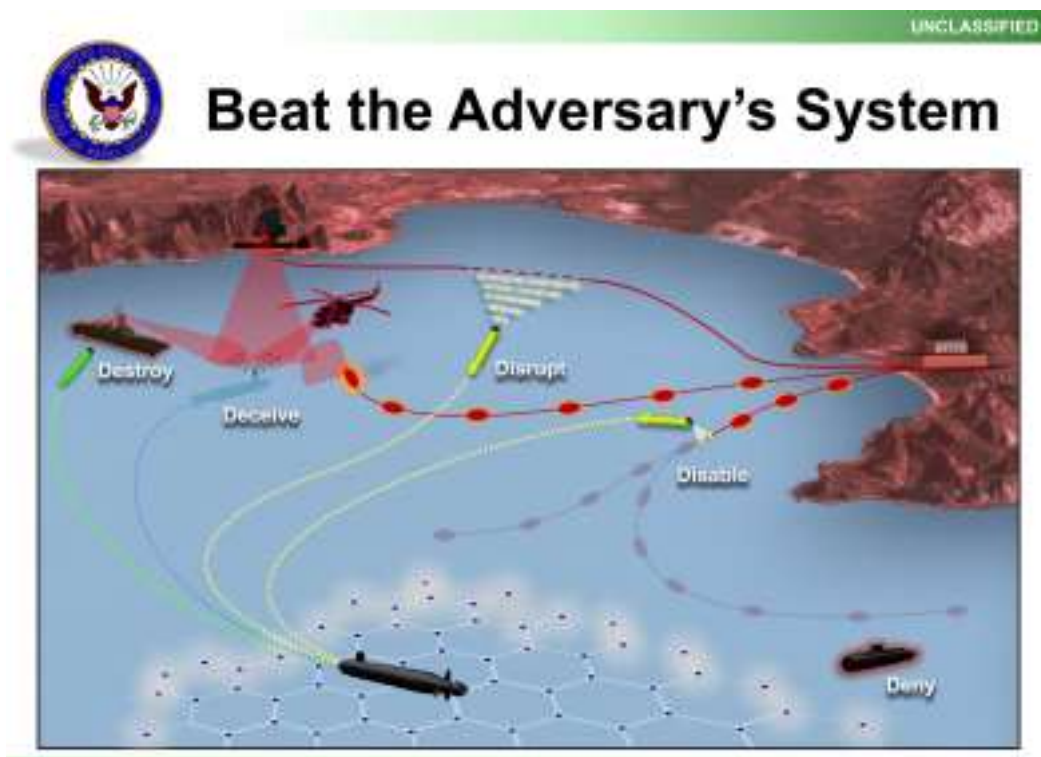 UNCLASSIFIED
Beat the Adversary's System
Destroy
Disrupt
Deceive
Disable
Deny